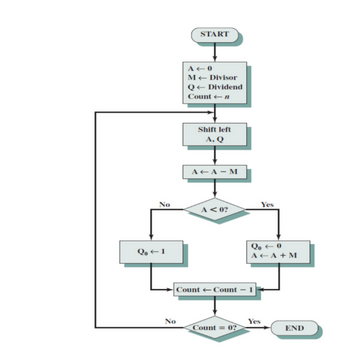 START
A ← 0
M ← Divisor
Q ← Dividend
Count ← n
Shift left
A, Q
A ← A − M
No
A < 0?
Yes
Q₀ ← 1
Q₀ ← 0
A ← A + M
Count ← Count − 1
No
Count = 0?
Yes
END